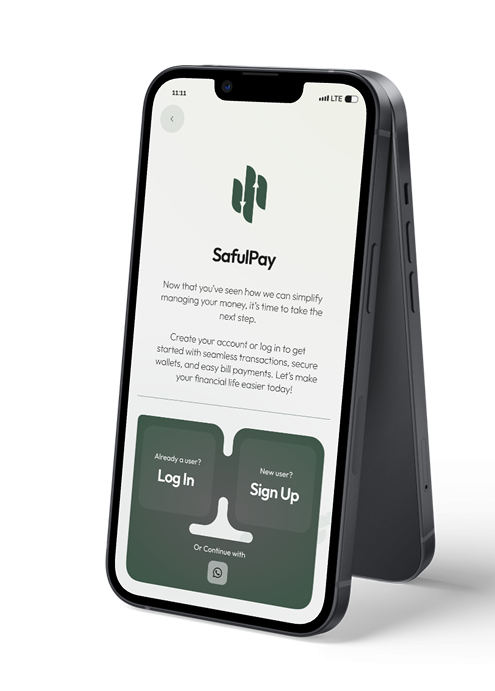 11:11
LTE
SafulPay
Now that you've seen how we can simplify
managing your money, it's time to take the
next step.
Create your account or log in to get
started with seamless transactions, secure
wallets, and easy bill payments. Let's make
your financial life easier today!
Already a user?
Log In
New user?
Sign Up
Or Continue with